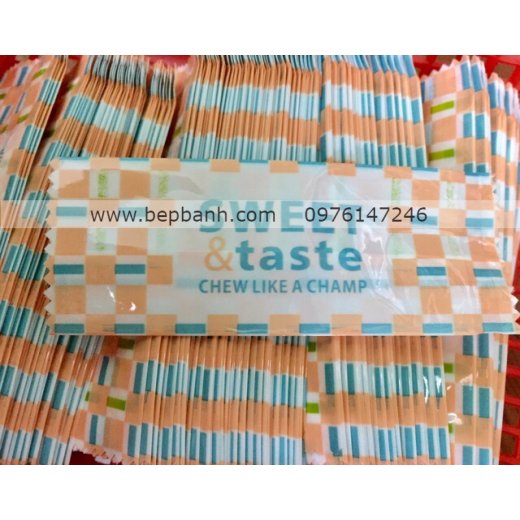 SWEET
www.bepbanh.com 0976147246
&taste
CHEW LIKE A CHAMP